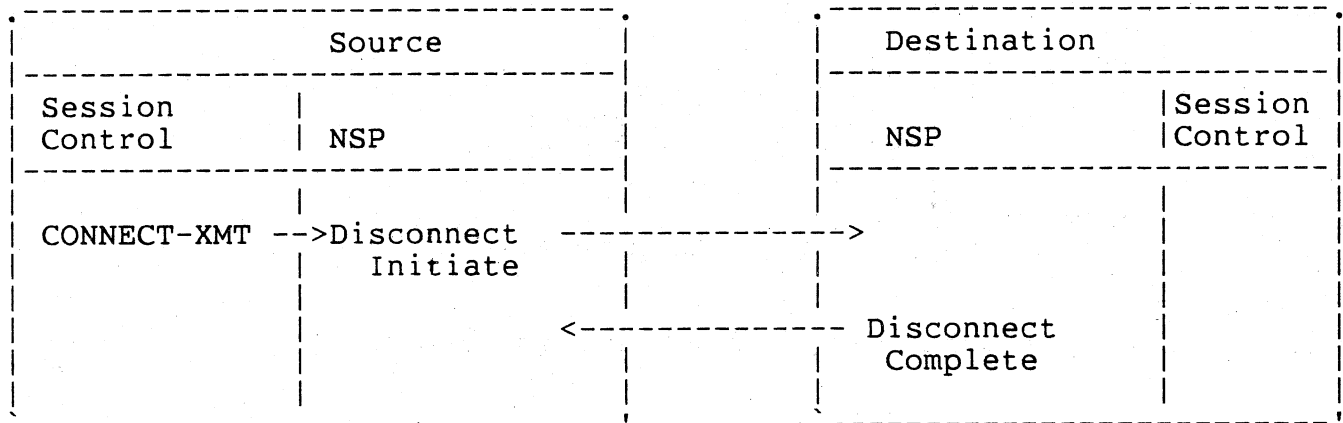 Source Destination
Session Session
Control NSP NSP Control
CONNECT-XMT -->Disconnect -------------->
Initiate
<------------- Disconnect
Complete